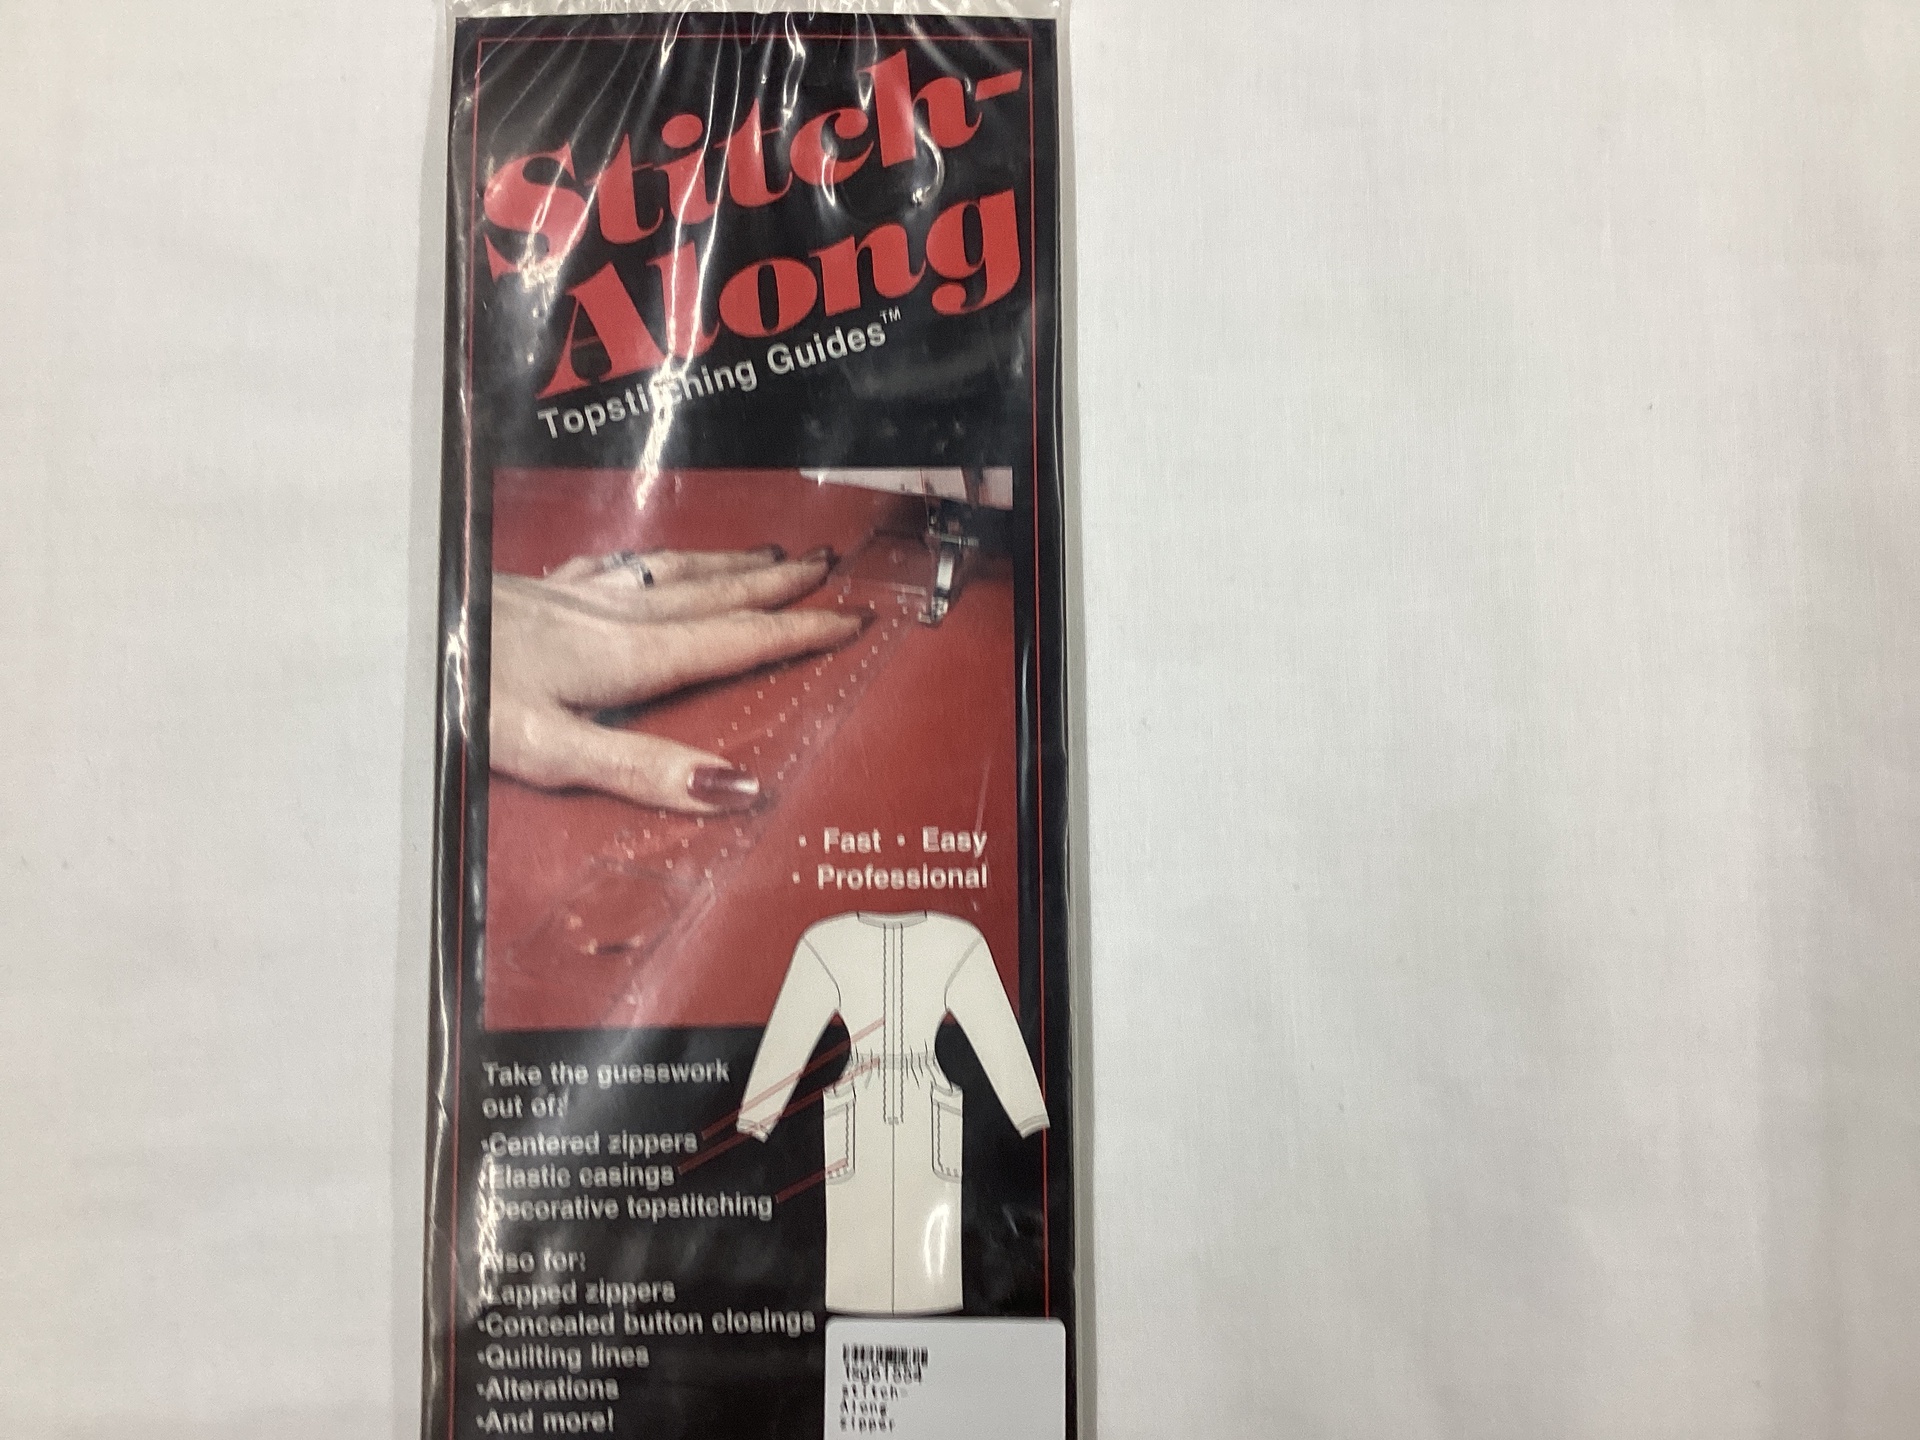 Stitch-
Along
Topstitching Guides™
• Fast • Easy
• Professional
Take the guesswork
out of:
•Centered zippers
•Elastic casings
•Decorative topstitching
Also for:
•Lapped zippers
•Concealed button closings
•Quilting lines
•Alterations
•And more!
stitch-
Along
zipper